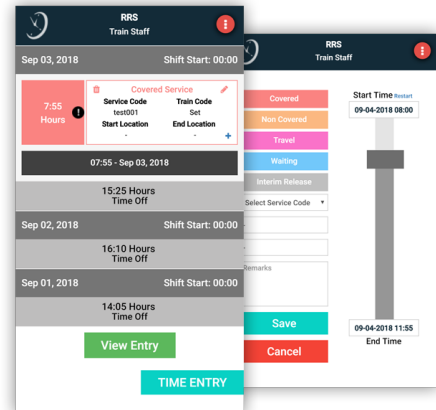 RRS
Train Staff
Sep 03, 2018 Shift Start: 00:00
7:55
Hours
Covered Service
Service Code Train Code
test001 Set
Start Location End Location
- -
+
07:55 - Sep 03, 2018
15:25 Hours
Time Off
Sep 02, 2018 Shift Start: 00:00
16:10 Hours
Time Off
Sep 01, 2018 Shift Start: 00:00
14:05 Hours
Time Off
View Entry
TIME ENTRY
RRS
Train Staff
Covered
Non Covered
Travel
Waiting
Interim Release
Select Service Code
-
-
Remarks
Save
Cancel
Start Time Restart
09-04-2018 08:00
09-04-2018 11:55
End Time